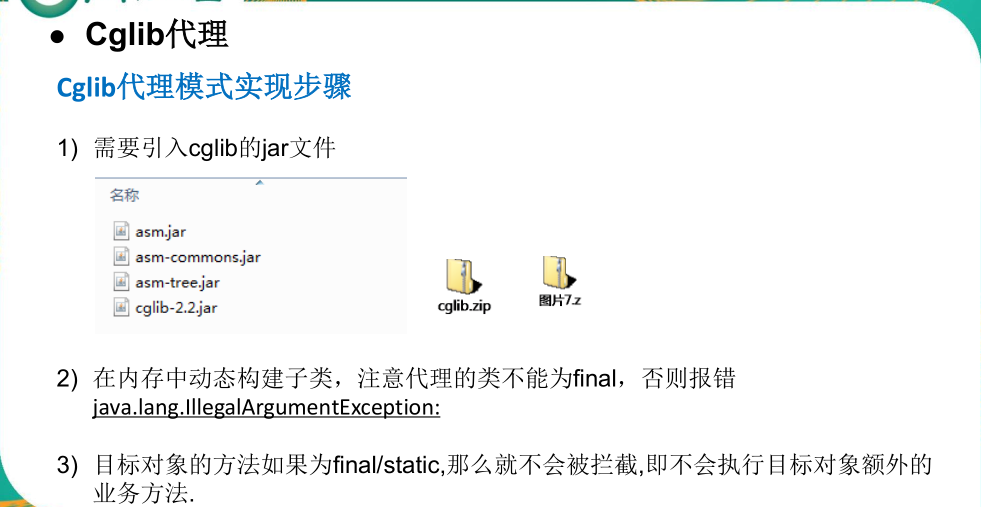 ● Cglib代理
Cglib代理模式实现步骤
1) 需要引入cglib的jar文件
名称
asm.jar
asm-commons.jar
asm-tree.jar
cglib-2.2.jar
cglib.zip
图片7.z
2) 在内存中动态构建子类，注意代理的类不能为final，否则报错
java.lang.IllegalArgumentException:
3) 目标对象的方法如果为final/static,那么就不会被拦截,即不会执行目标对象额外的
业务方法.